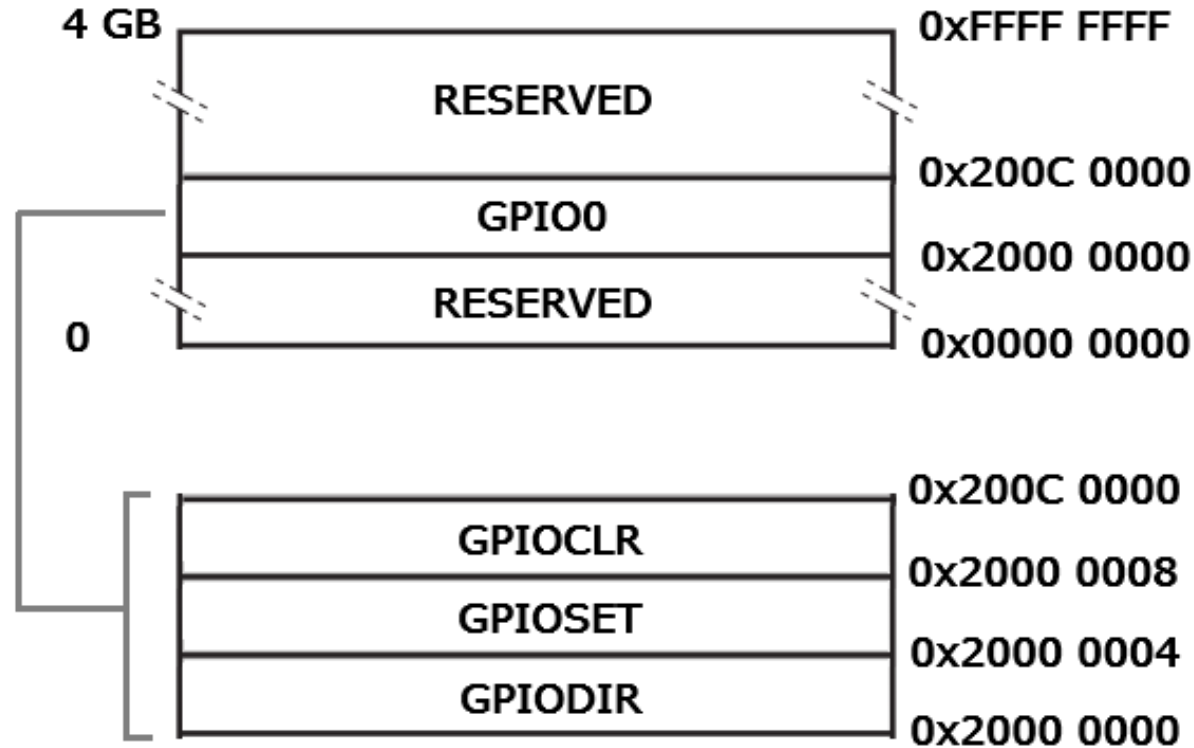 4 GB
0xFFFF FFFF
RESERVED
0x200C 0000
GPIO0
0x2000 0000
RESERVED
0
0x0000 0000
0x200C 0000
GPIOCLR
0x2000 0008
GPIOSET
0x2000 0004
GPIODIR
0x2000 0000